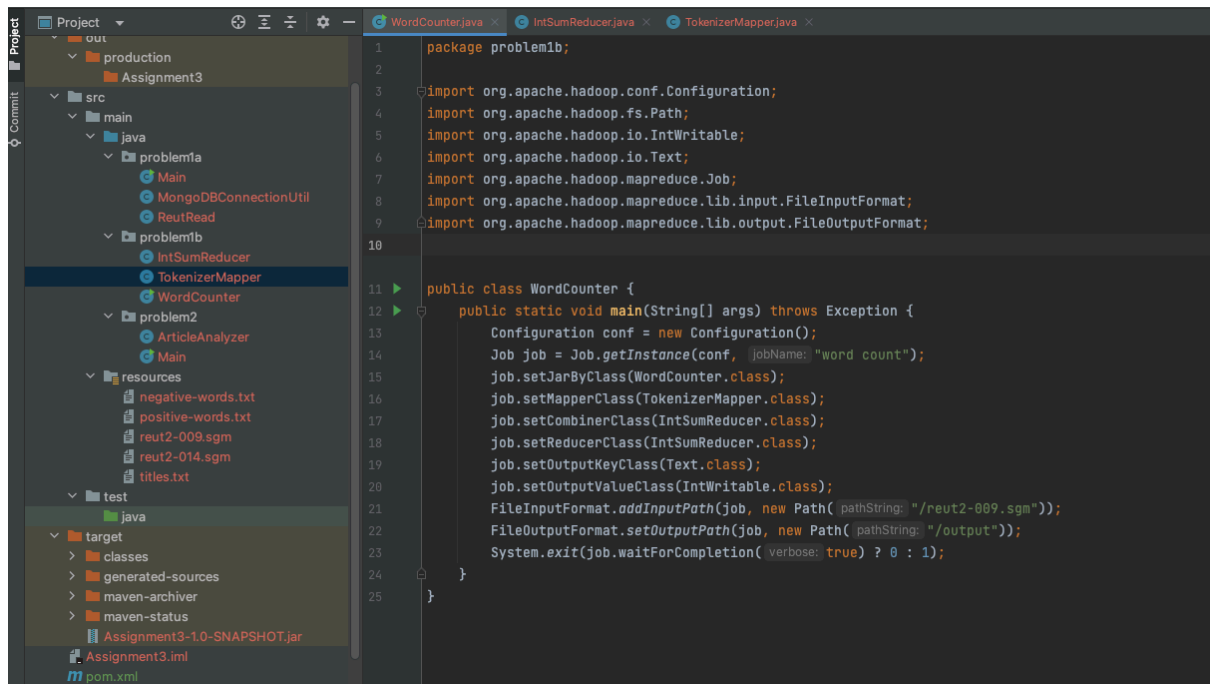 Project
Commit
Project
out
production
Assignment3
src
main
java
problem1a
Main
MongoDBConnectionUtil
ReutRead
problem1b
IntSumReducer
TokenizerMapper
WordCounter
problem2
ArticleAnalyzer
Main
resources
negative-words.txt
positive-words.txt
reut2-009.sgm
reut2-014.sgm
titles.txt
test
java
target
classes
generated-sources
maven-archiver
maven-status
Assignment3-1.0-SNAPSHOT.jar
Assignment3.iml
pom.xml
WordCounter.java IntSumReducer.java TokenizerMapper.java
1 package problem1b;
2
3 import org.apache.hadoop.conf.Configuration;
4 import org.apache.hadoop.fs.Path;
5 import org.apache.hadoop.io.IntWritable;
6 import org.apache.hadoop.io.Text;
7 import org.apache.hadoop.mapreduce.Job;
8 import org.apache.hadoop.mapreduce.lib.input.FileInputFormat;
9 import org.apache.hadoop.mapreduce.lib.output.FileOutputFormat;
10
11 public class WordCounter {
12 public static void main(String[] args) throws Exception {
13 Configuration conf = new Configuration();
14 Job job = Job.getInstance(conf, jobName: "word count");
15 job.setJarByClass(WordCounter.class);
16 job.setMapperClass(TokenizerMapper.class);
17 job.setCombinerClass(IntSumReducer.class);
18 job.setReducerClass(IntSumReducer.class);
19 job.setOutputKeyClass(Text.class);
20 job.setOutputValueClass(IntWritable.class);
21 FileInputFormat.addInputPath(job, new Path( pathString: "/reut2-009.sgm"));
22 FileOutputFormat.setOutputPath(job, new Path( pathString: "/output"));
23 System.exit(job.waitForCompletion( verbose: true) ? 0 : 1);
24 }
25 }